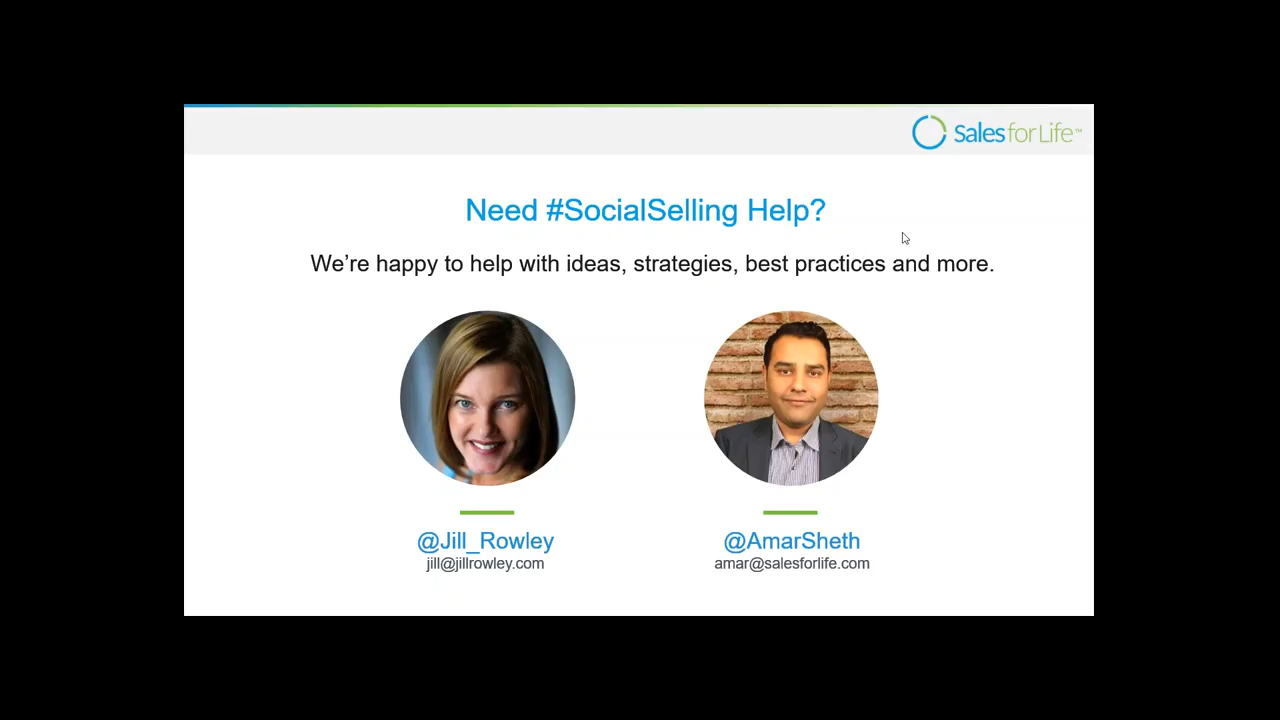 Sales for Life™
Need #SocialSelling Help?
We’re happy to help with ideas, strategies, best practices and more.
@Jill_Rowley
jill@jillrowley.com
@AmarSheth
amar@salesforlife.com